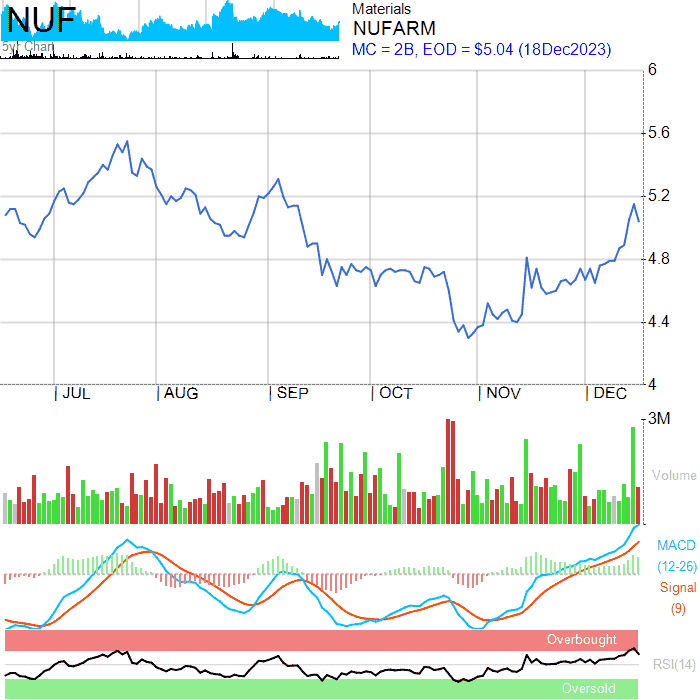 NUF
5yr Chart
Materials
NUFARM
MC = 2B, EOD = $5.04 (18Dec2023)
6
5.6
5.2
4.8
4.4
4
JUL AUG SEP OCT NOV DEC
3M
Volume
MACD
(12-26)
Signal
(9)
Overbought
RSI(14)
Oversold